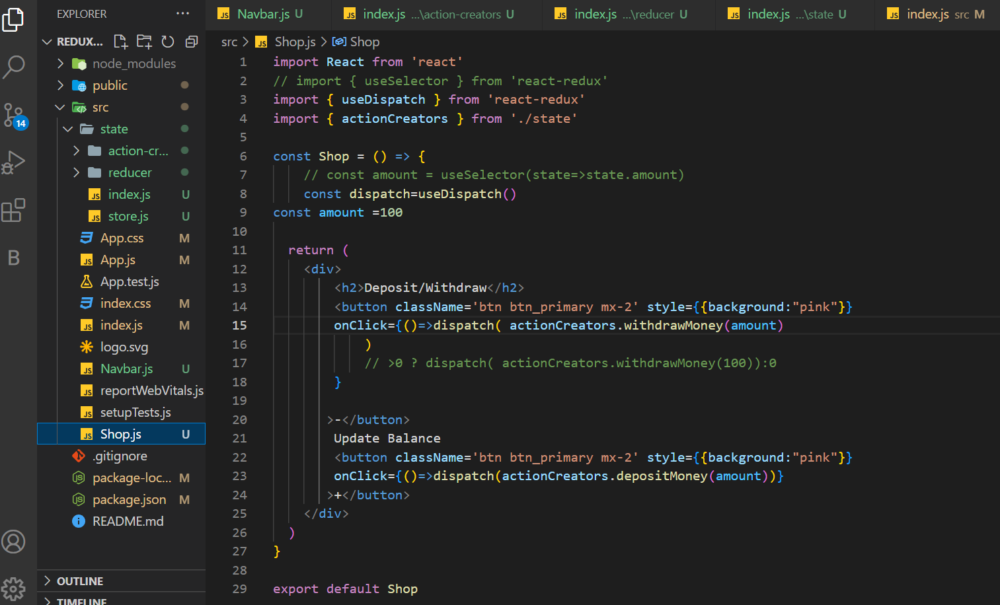 EXPLORER ...
REDUX...
node_modules
public
src
state
action-cr...
reducer
index.js U
store.js U
App.css M
App.js M
App.test.js
index.css M
index.js M
logo.svg
Navbar.js U
reportWebVitals.js
setupTests.js
Shop.js U
.gitignore
package-loc... M
package.json M
README.md
OUTLINE
TIMELINE
14
B
Navbar.js U index.js ...\action-creators U index.js ...\reducer U index.js ...\state U index.js src M
src > JS Shop.js > Shop
1 import React from 'react'
2 // import { useSelector } from 'react-redux'
3 import { useDispatch } from 'react-redux'
4 import { actionCreators } from './state'
5
6 const Shop = () => {
7 // const amount = useSelector(state=>state.amount)
8 const dispatch=useDispatch()
9 const amount =100
10
11 return (
12 <div>
13 <h2>Deposit/Withdraw</h2>
14 <button className='btn btn_primary mx-2' style={{background:"pink"}}
15 onClick={()=>dispatch( actionCreators.withdrawMoney(amount)
16 )
17 // >0 ? dispatch( actionCreators.withdrawMoney(100)):0
18 }
19
20 >-</button>
21 Update Balance
22 <button className='btn btn_primary mx-2' style={{background:"pink"}}
23 onClick={()=>dispatch(actionCreators.depositMoney(amount))}
24 >+</button>
25 </div>
26 )
27 }
28
29 export default Shop